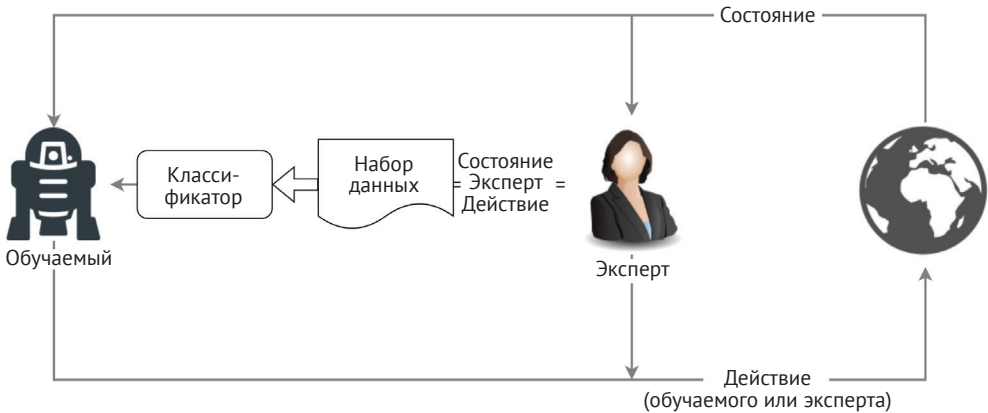 Состояние
Класси-
фикатор
Набор
данных
Состояние
= Эксперт =
Действие
Обучаемый
Эксперт
Действие
(обучаемого или эксперта)